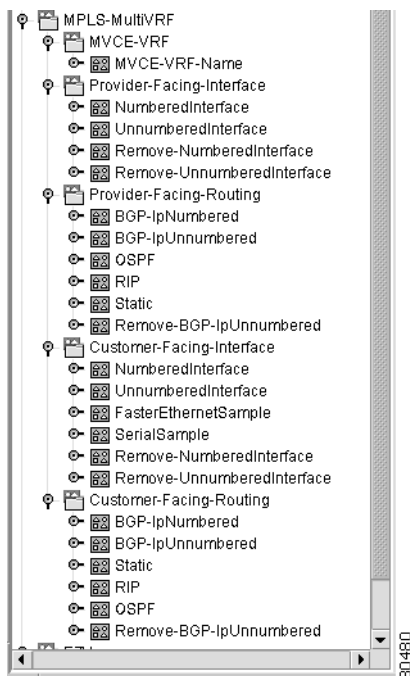 MPLS-MultiVRF
MVCE-VRF
MVCE-VRF-Name
Provider-Facing-Interface
NumberedInterface
UnnumberedInterface
Remove-NumberedInterface
Remove-UnnumberedInterface
Provider-Facing-Routing
BGP-IpNumbered
BGP-IpUnnumbered
OSPF
RIP
Static
Remove-BGP-IpUnnumbered
Customer-Facing-Interface
NumberedInterface
UnnumberedInterface
FasterEthernetSample
SerialSample
Remove-NumberedInterface
Remove-UnnumberedInterface
Customer-Facing-Routing
BGP-IpNumbered
BGP-IpUnnumbered
Static
RIP
OSPF
Remove-BGP-IpUnnumbered
80480